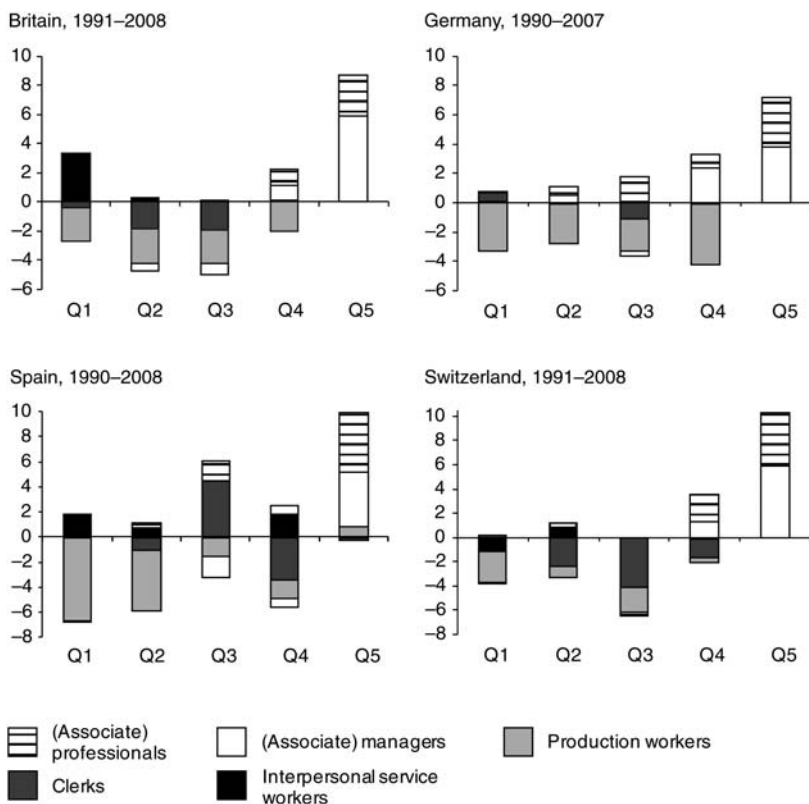 Britain, 1991–2008
10
8
6
4
2
0
−2
−4
−6
Q1 Q2 Q3 Q4 Q5
Germany, 1990–2007
10
8
6
4
2
0
−2
−4
−6
Q1 Q2 Q3 Q4 Q5
Spain, 1990–2008
10
8
6
4
2
0
−2
−4
−6
−8
Q1 Q2 Q3 Q4 Q5
Switzerland, 1991–2008
10
8
6
4
2
0
−2
−4
−6
−8
Q1 Q2 Q3 Q4 Q5
(Associate)
professionals
(Associate) managers
Production workers
Clerks
Interpersonal service
workers